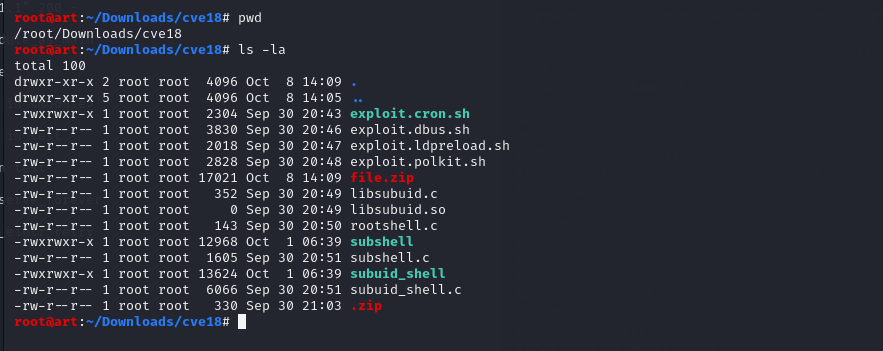 root@art:~/Downloads/cve18# pwd
/root/Downloads/cve18
root@art:~/Downloads/cve18# ls -la
total 100
drwxr-xr-x 2 root root  4096 Oct  8 14:09 .
drwxr-xr-x 5 root root  4096 Oct  8 14:05 ..
-rwxrwxr-x 1 root root  2304 Sep 30 20:43 exploit.cron.sh
-rw-r--r-- 1 root root  3830 Sep 30 20:46 exploit.dbus.sh
-rw-r--r-- 1 root root  2018 Sep 30 20:47 exploit.ldpreload.sh
-rw-r--r-- 1 root root  2828 Sep 30 20:48 exploit.polkit.sh
-rw-r--r-- 1 root root 17021 Oct  8 14:09 file.zip
-rw-r--r-- 1 root root   352 Sep 30 20:49 libsubuid.c
-rw-r--r-- 1 root root     0 Sep 30 20:49 libsubuid.so
-rw-r--r-- 1 root root   143 Sep 30 20:50 rootshell.c
-rwxrwxr-x 1 root root 12968 Oct  1 06:39 subshell
-rw-r--r-- 1 root root  1605 Sep 30 20:51 subshell.c
-rwxrwxr-x 1 root root 13624 Oct  1 06:39 subuid_shell
-rw-r--r-- 1 root root  6066 Sep 30 20:51 subuid_shell.c
-rw-r--r-- 1 root root   330 Sep 30 21:03 .zip
root@art:~/Downloads/cve18#